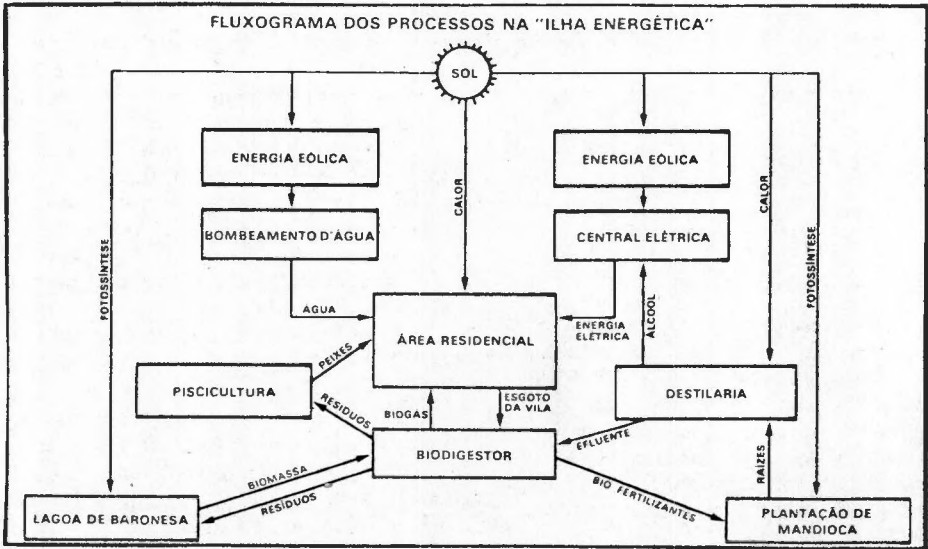 FLUXOGRAMA DOS PROCESSOS NA "ILHA ENERGÉTICA"
SOL
ENERGIA EÓLICA
ENERGIA EÓLICA
CALOR
CALOR
BOMBEAMENTO D'ÁGUA
CENTRAL ELÉTRICA
FOTOSSÍNTESE
FOTOSSÍNTESE
ÁGUA
ENERGIA
ELÉTRICA
ÁLCOOL
ÁREA RESIDENCIAL
PEIXES
PISCICULTURA
DESTILARIA
RESÍDUOS
BIOGÁS
ESGOTO
DA VILA
EFLUENTE
RAÍZES
BIODIGESTOR
BIOMASSA
RESÍDUOS
BIO FERTILIZANTES
LAGOA DE BARONESA
PLANTAÇÃO DE
MANDIOCA